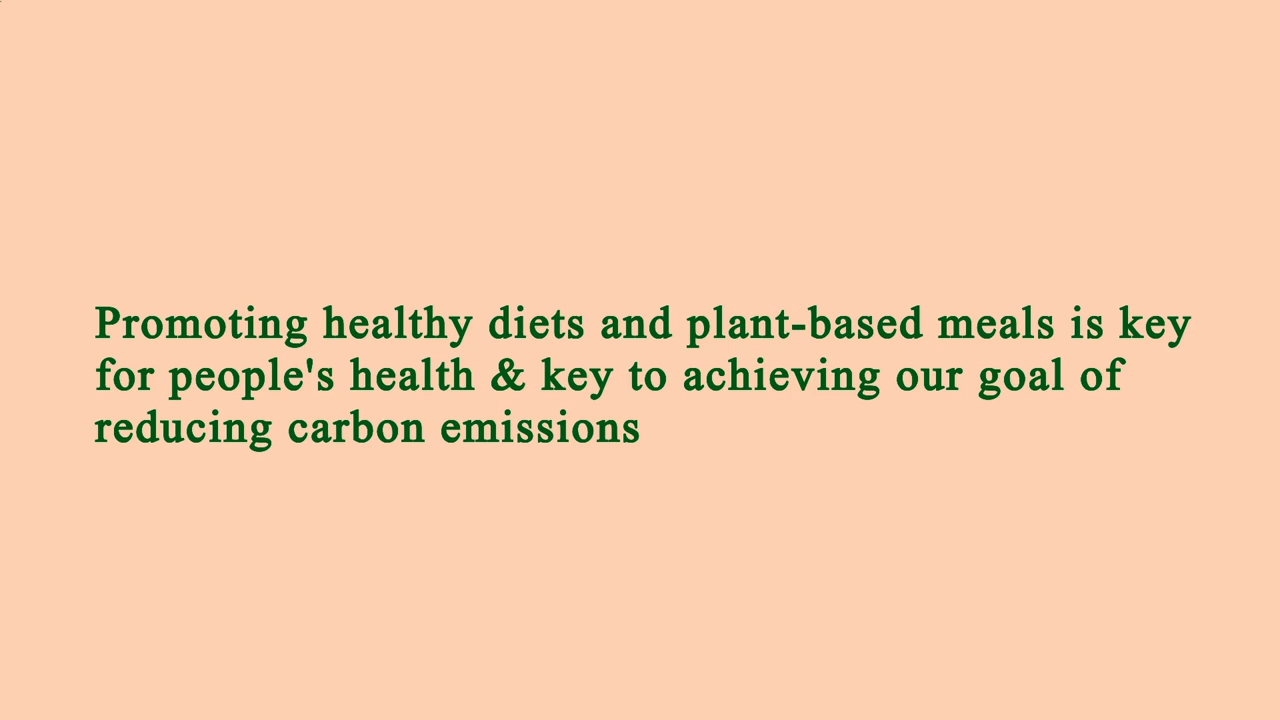 Promoting healthy diets and plant-based meals is key
for people's health & key to achieving our goal of
reducing carbon emissions